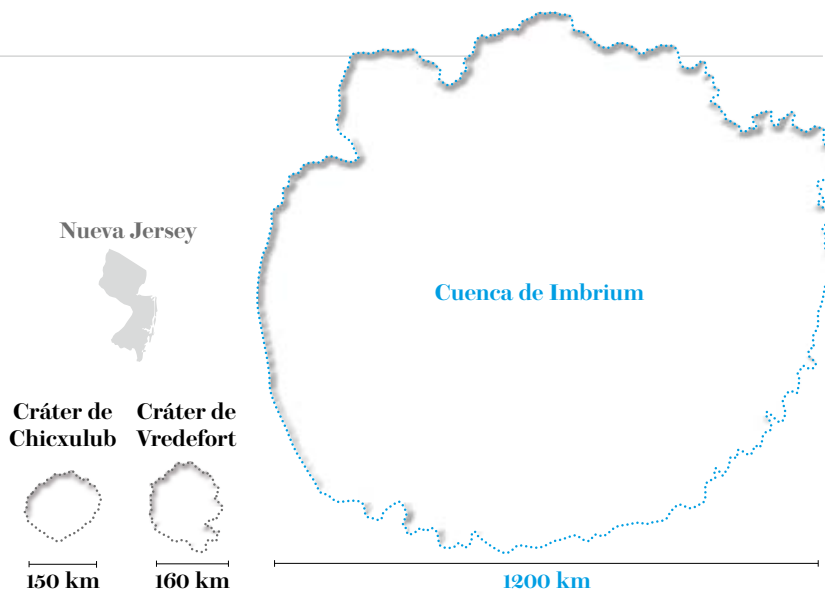 Nueva Jersey
Cuenca de Imbrium
Cráter de
Chicxulub
Cráter de
Vredefort
150 km
160 km
1200 km